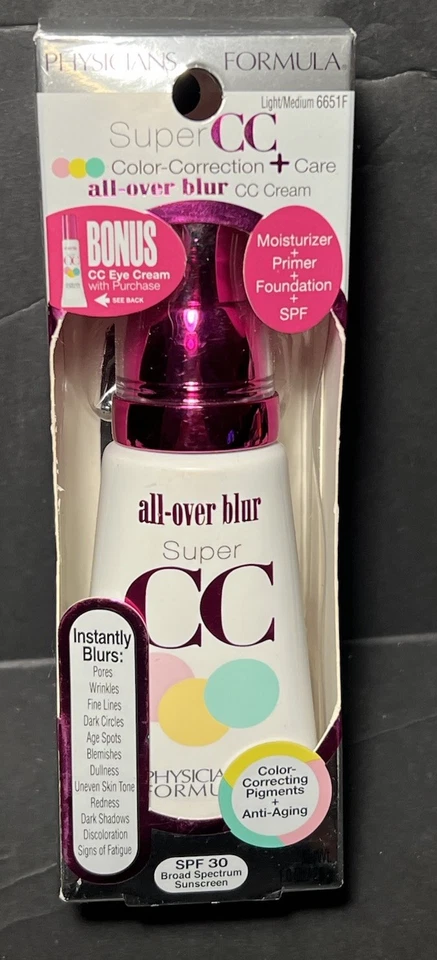 PHYSICIANS FORMULA®
Light/Medium 6651F
Super CC
Color-Correction + Care
all-over blur CC Cream
BONUS
CC Eye Cream
with Purchase
SEE BACK
Moisturizer
+
Primer
+
Foundation
+
SPF
all-over blur
Super
CC
Instantly
Blurs:
Pores
Wrinkles
Fine Lines
Dark Circles
Age Spots
Blemishes
Dullness
Uneven Skin Tone
Redness
Dark Shadows
Discoloration
Signs of Fatigue
PHYSICIA
FORMU
Color-
Correcting
Pigments
+
Anti-Aging
SPF 30
Broad Spectrum
Sunscreen